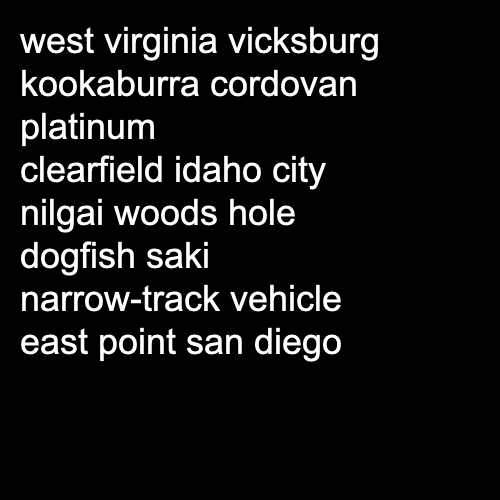 west virginia vicksburg
kookaburra cordovan
platinum
clearfield idaho city
nilgai woods hole
dogfish saki
narrow-track vehicle
east point san diego